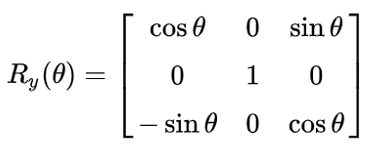 cos θ 0 sin θ
R_y(θ) = 0 1 0
− sin θ 0 cos θ